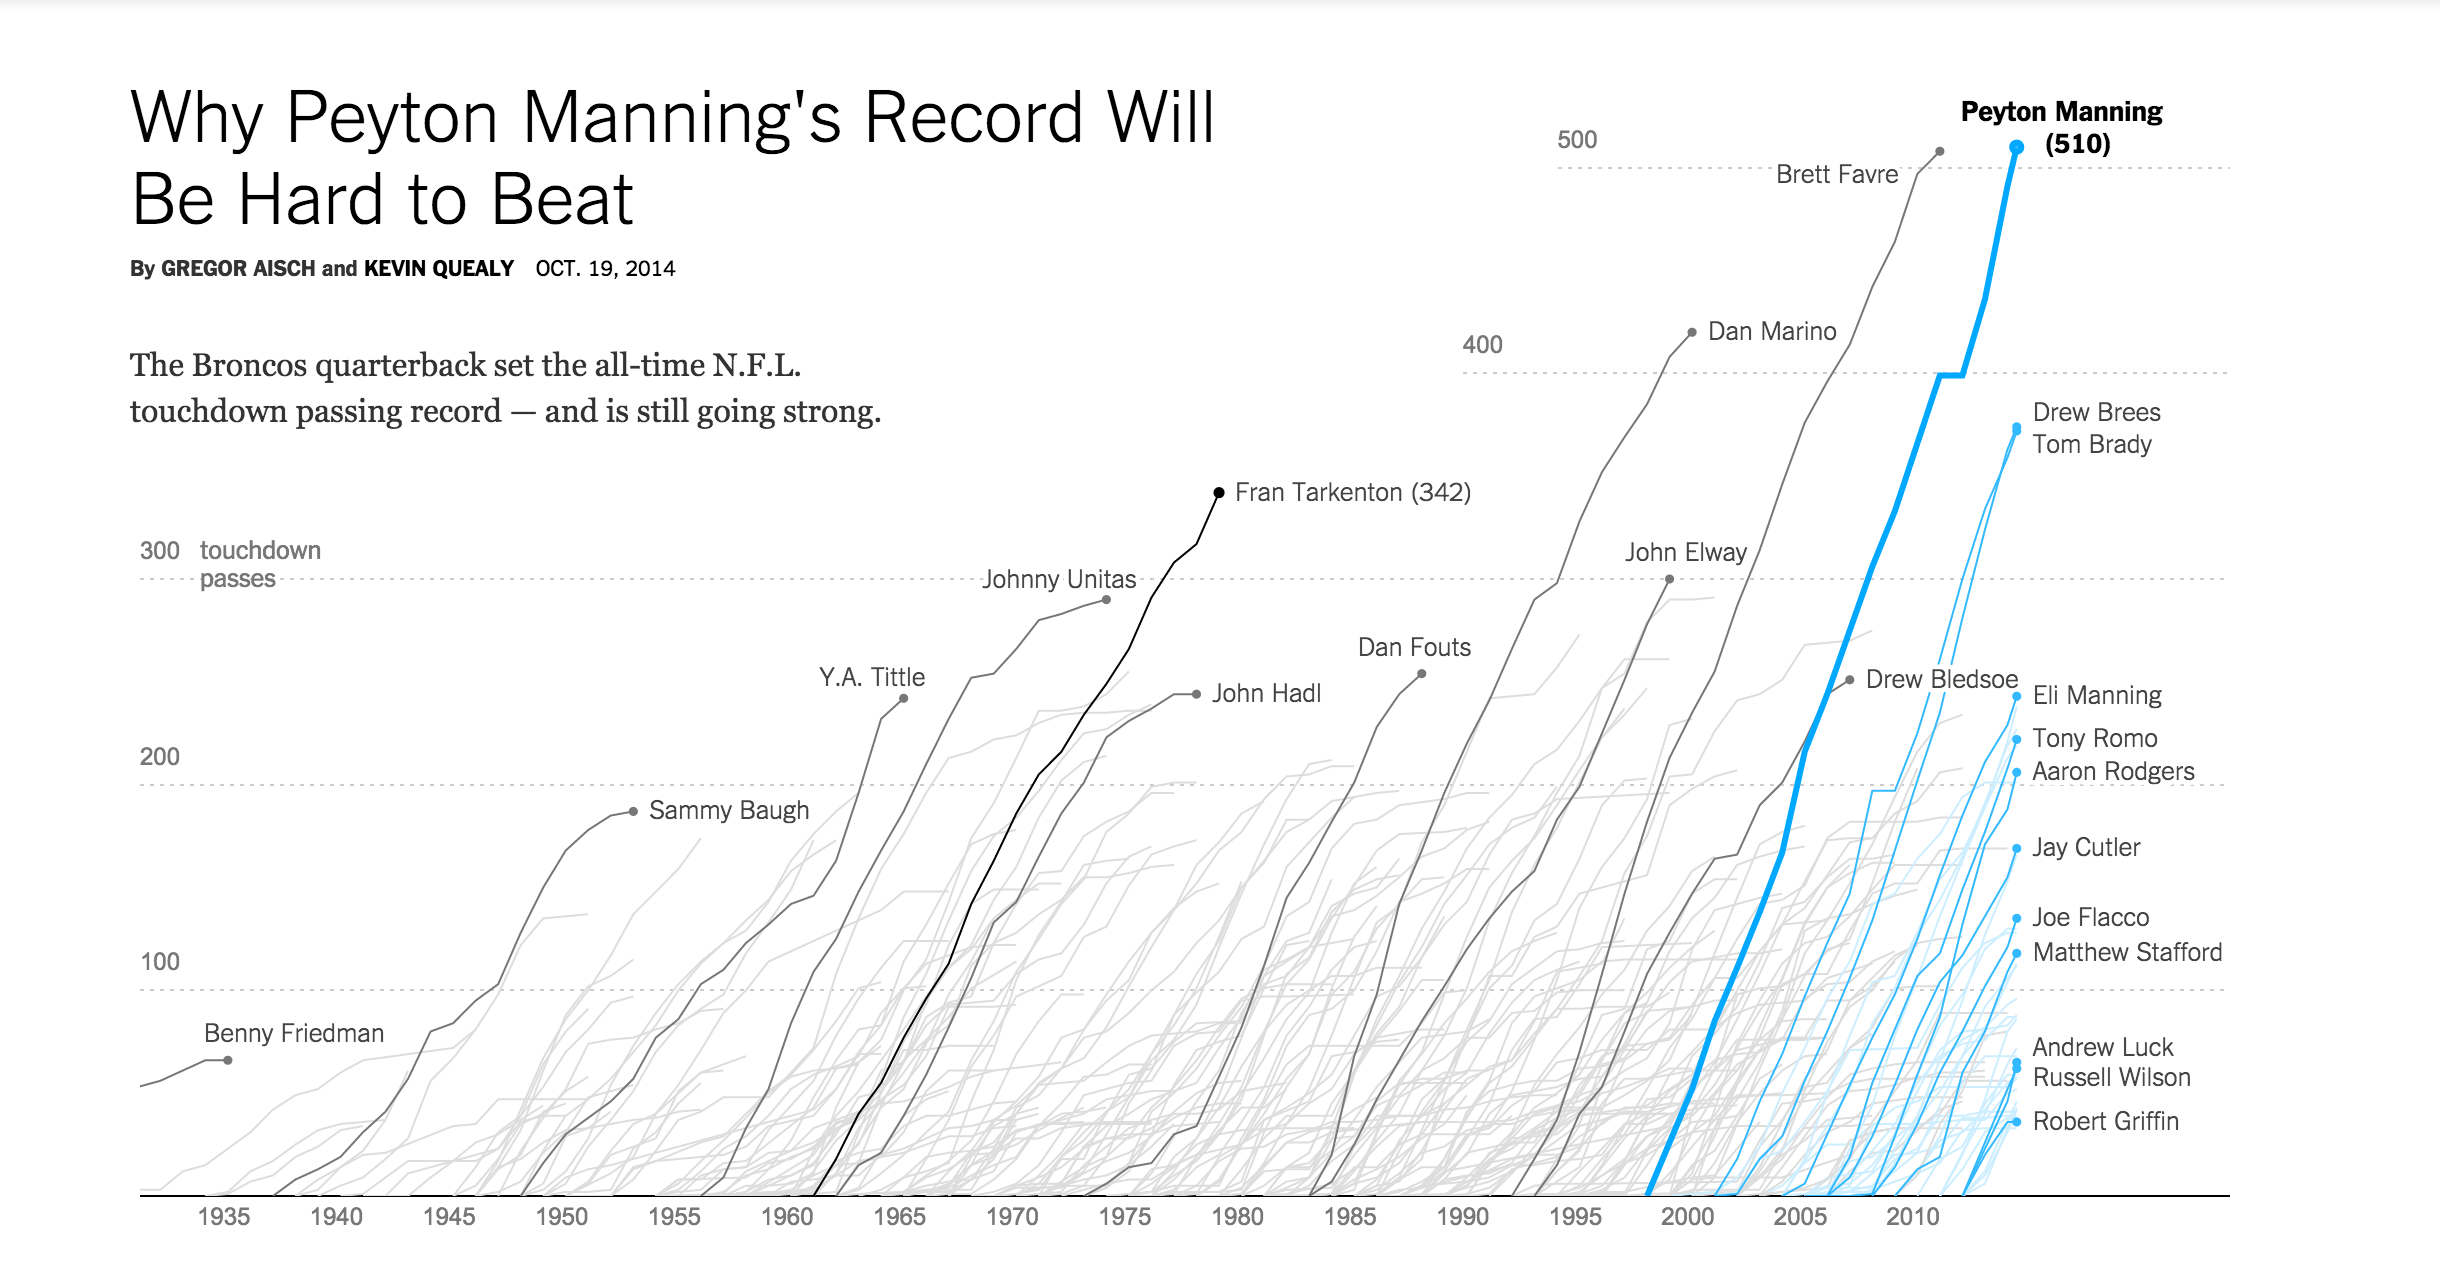 Why Peyton Manning's Record Will
Be Hard to Beat
By GREGOR AISCH and KEVIN QUEALY OCT. 19, 2014
The Broncos quarterback set the all-time N.F.L.
touchdown passing record — and is still going strong.
Peyton Manning
(510)
500
Brett Favre
Dan Marino
400
Drew Brees
Tom Brady
Fran Tarkenton (342)
300 touchdown
passes
Johnny Unitas
John Elway
Dan Fouts
Y.A. Tittle
John Hadl
Drew Bledsoe
Eli Manning
Tony Romo
200
Aaron Rodgers
Sammy Baugh
Jay Cutler
Joe Flacco
Matthew Stafford
100
Benny Friedman
Andrew Luck
Russell Wilson
Robert Griffin
1935 1940 1945 1950 1955 1960 1965 1970 1975 1980 1985 1990 1995 2000 2005 2010